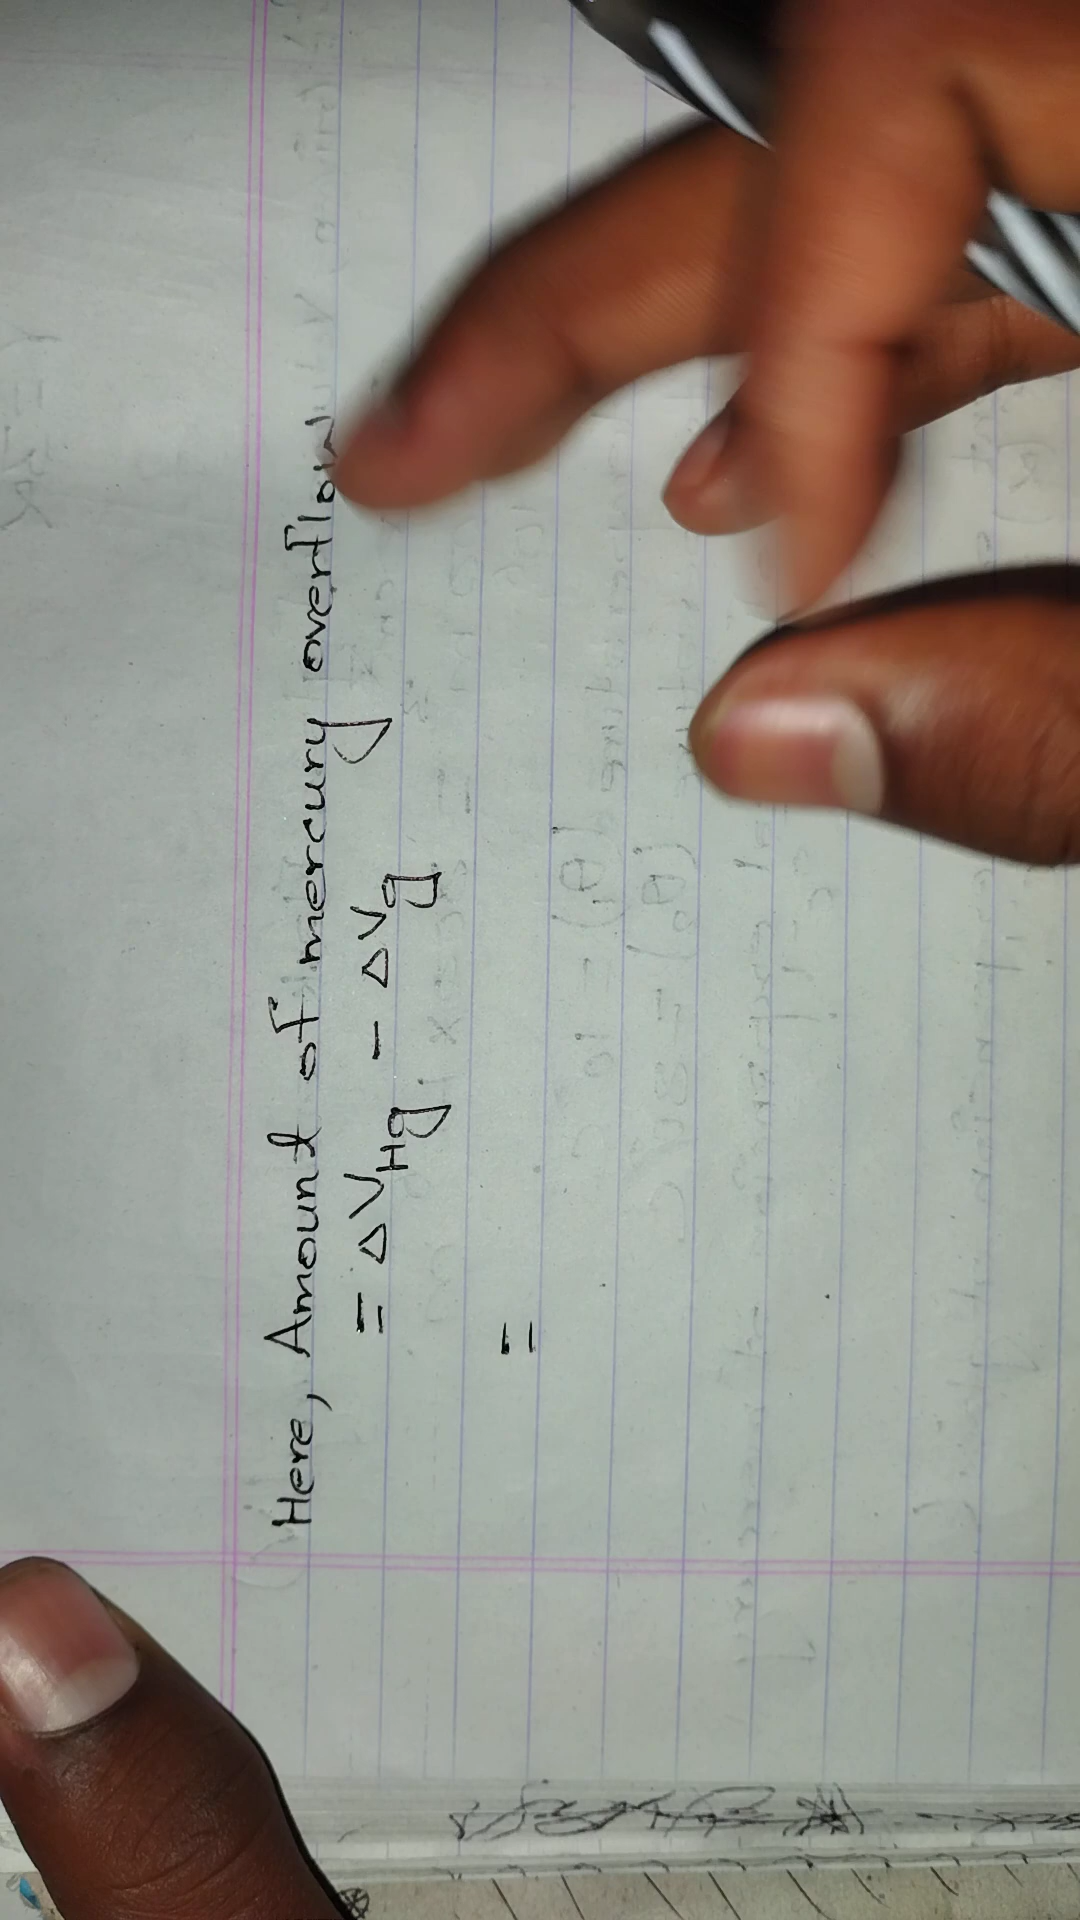 Here, Amount of mercury overflow
= ΔV_Hg - ΔV_g
=